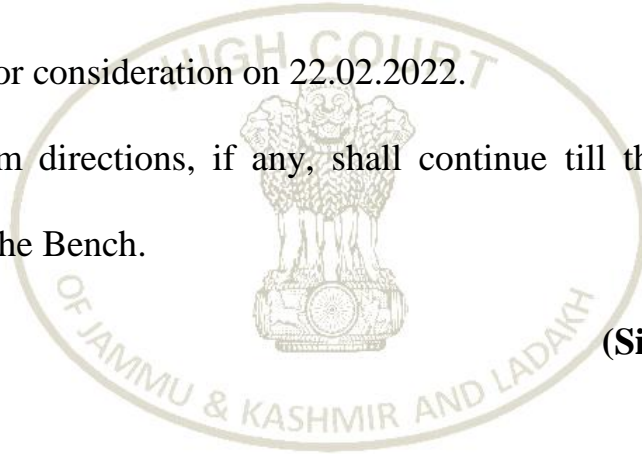 HIGH COURT
or consideration on 22.02.2022.
m directions, if any, shall continue till th
he Bench.
(Si
OF JAMMU & KASHMIR AND LADAKH